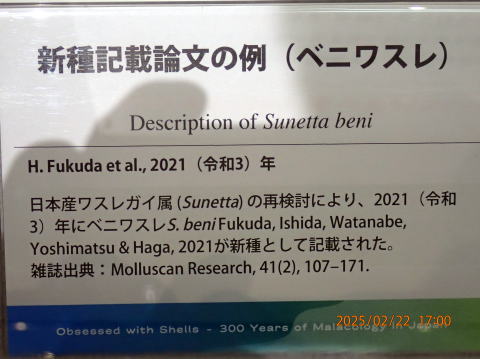 新種記載論文の例（ベニワスレ）
Description of Sunetta beni
H. Fukuda et al., 2021（令和3）年
日本産ワスレガイ属 (Sunetta) の再検討により、2021（令和
3）年にベニワスレS. beni Fukuda, Ishida, Watanabe,
Yoshimatsu & Haga, 2021が新種として記載された。
雑誌出典：Molluscan Research, 41(2), 107–171.
Obsessed with Shells - 300 Years of Malacology in Japan
2025/02/22 17:00